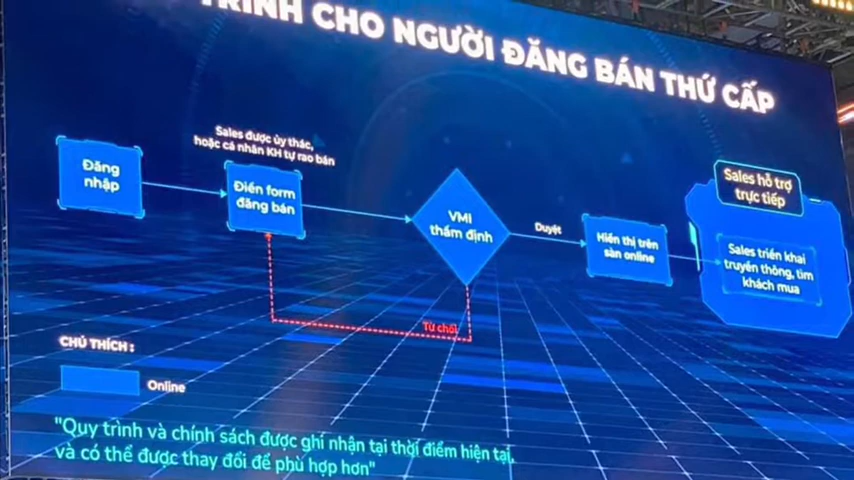 TRÌNH CHO NGƯỜI ĐĂNG BÁN THỨ CẤP
Đăng
nhập
Sales được ủy thác,
hoặc cá nhân KH tự rao bán
Điền form
đăng bán
VMI
thẩm định
Duyệt
Hiển thị trên
sàn online
Sales hỗ trợ
trực tiếp
Sales triển khai
truyền thông, tìm
khách mua
Từ chối
CHÚ THÍCH :
Online
"Quy trình và chính sách được ghi nhận tại thời điểm hiện tại,
và có thể được thay đổi để phù hợp hơn"